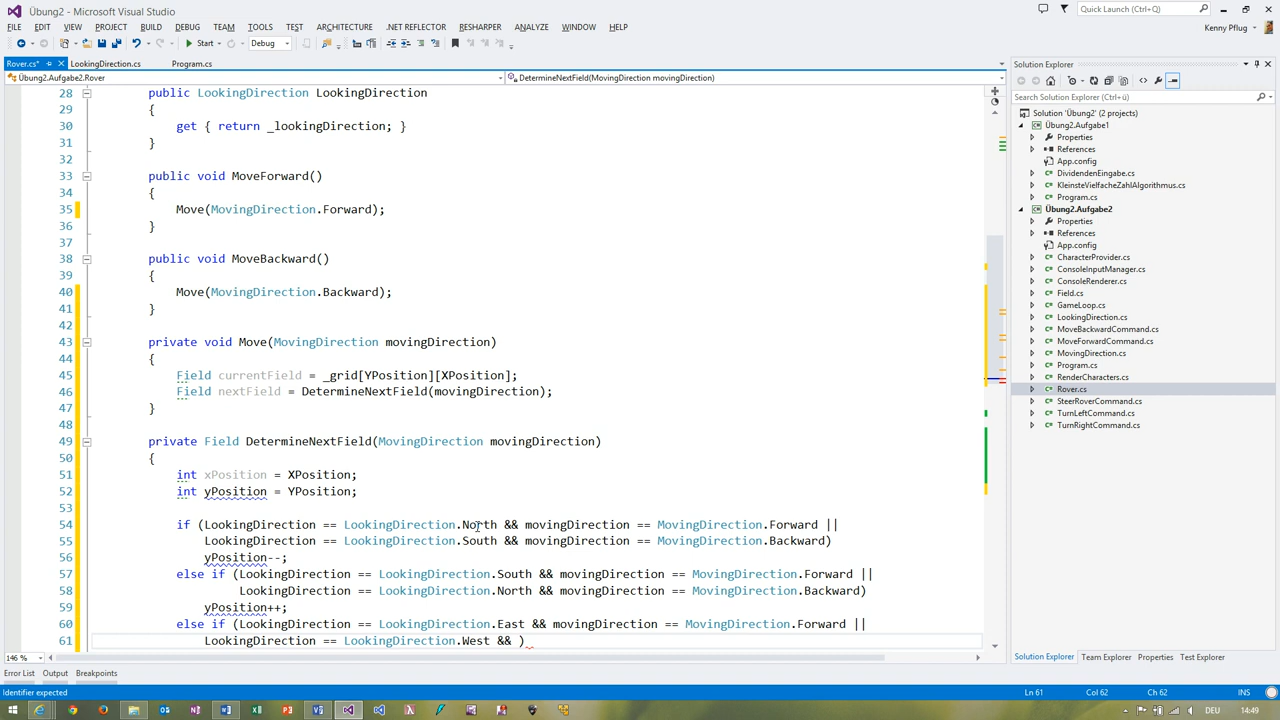 Übung2 - Microsoft Visual Studio
Quick Launch (Ctrl+Q)
FILE EDIT VIEW PROJECT BUILD DEBUG TEAM TOOLS TEST ARCHITECTURE .NET REFLECTOR RESHARPER ANALYZE WINDOW HELP
Kenny Pflug
Start Debug
Rover.cs* LookingDirection.cs Program.cs
Übung2.Aufgabe2.Rover DetermineNextField(MovingDirection movingDirection)
28 public LookingDirection LookingDirection
29 {
30 get { return _lookingDirection; }
31 }
32
33 public void MoveForward()
34 {
35 Move(MovingDirection.Forward);
36 }
37
38 public void MoveBackward()
39 {
40 Move(MovingDirection.Backward);
41 }
42
43 private void Move(MovingDirection movingDirection)
44 {
45 Field currentField = _grid[YPosition][XPosition];
46 Field nextField = DetermineNextField(movingDirection);
47 }
48
49 private Field DetermineNextField(MovingDirection movingDirection)
50 {
51 int xPosition = XPosition;
52 int yPosition = YPosition;
53
54 if (LookingDirection == LookingDirection.North && movingDirection == MovingDirection.Forward ||
55 LookingDirection == LookingDirection.South && movingDirection == MovingDirection.Backward)
56 yPosition--;
57 else if (LookingDirection == LookingDirection.South && movingDirection == MovingDirection.Forward ||
58 LookingDirection == LookingDirection.North && movingDirection == MovingDirection.Backward)
59 yPosition++;
60 else if (LookingDirection == LookingDirection.East && movingDirection == MovingDirection.Forward ||
61 LookingDirection == LookingDirection.West && )
146 %
Solution Explorer
Search Solution Explorer (Ctrl+ü)
Solution 'Übung2' (2 projects)
Übung2.Aufgabe1
Properties
References
App.config
DividendenEingabe.cs
KleinsteVielfacheZahlAlgorithmus.cs
Program.cs
Übung2.Aufgabe2
Properties
References
App.config
CharacterProvider.cs
ConsoleInputManager.cs
ConsoleRenderer.cs
Field.cs
GameLoop.cs
LookingDirection.cs
MoveBackwardCommand.cs
MoveForwardCommand.cs
MovingDirection.cs
Program.cs
RenderCharacters.cs
Rover.cs
SteerRoverCommand.cs
TurnLeftCommand.cs
TurnRightCommand.cs
Solution Explorer Team Explorer Properties Test Explorer
Error List Output Breakpoints
Identifier expected Ln 61 Col 62 Ch 62 INS
DEU 14:49